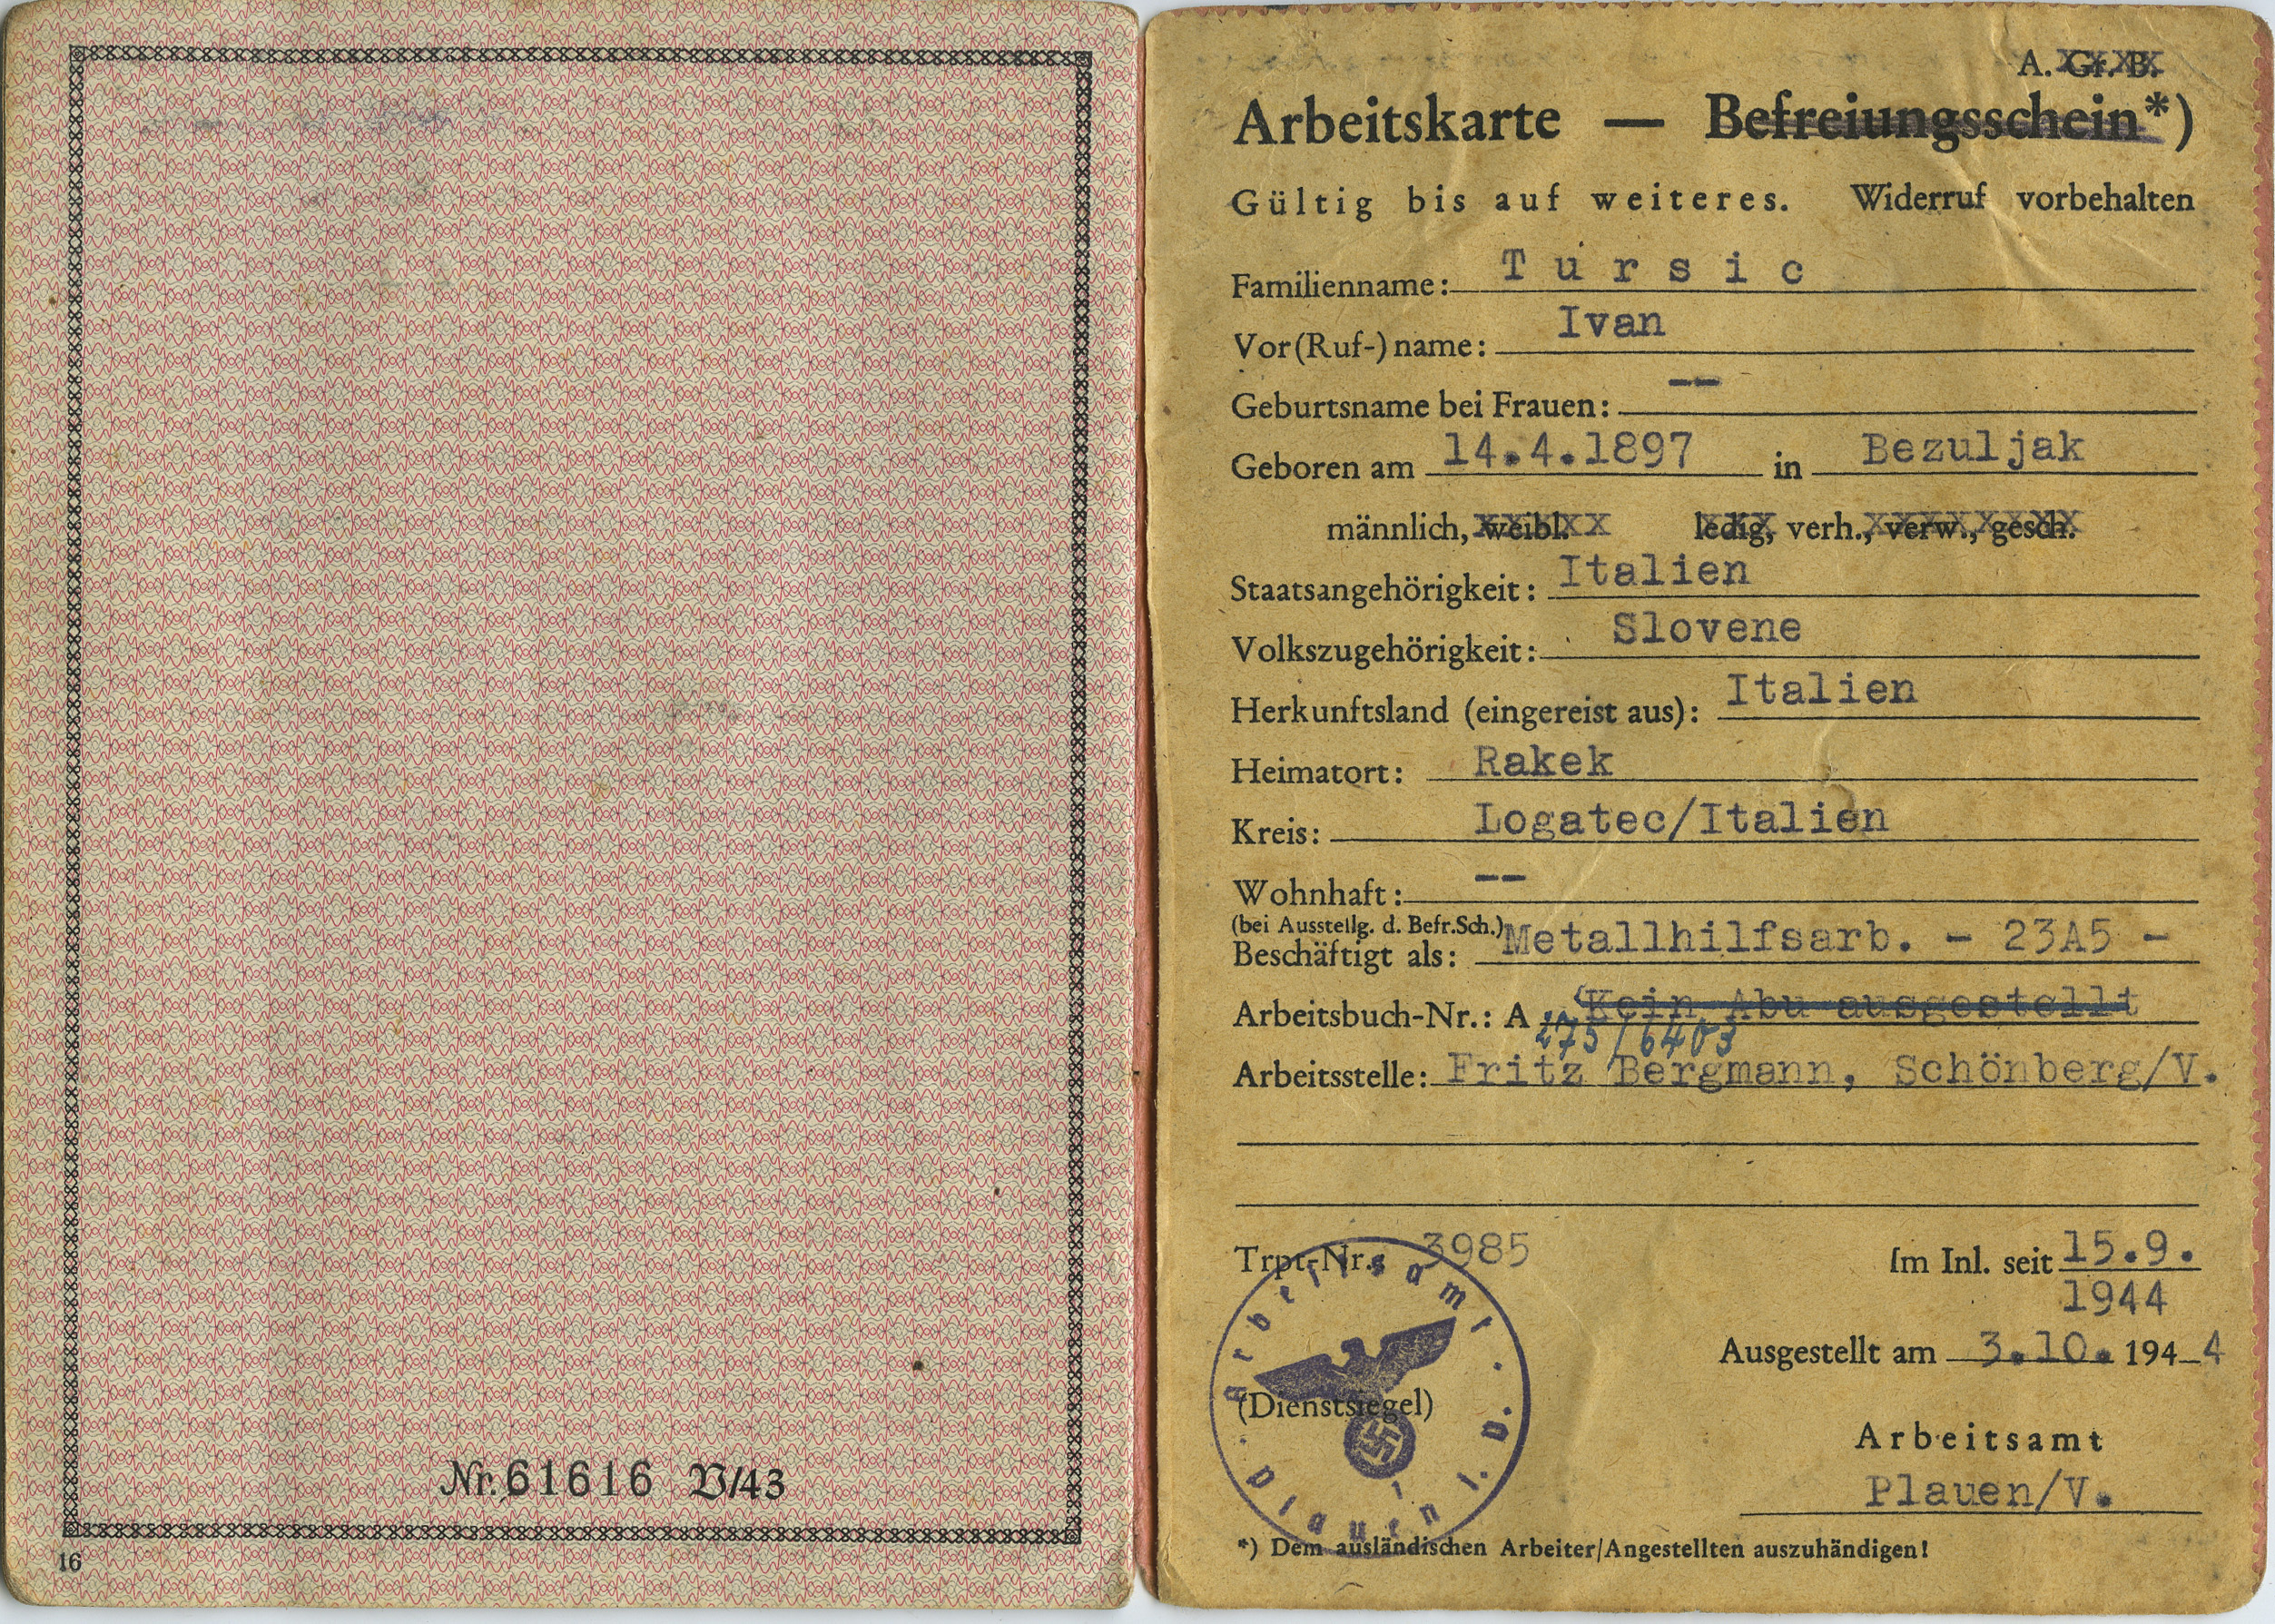 Nr. 61616 V/43
16
A. Gr. B.
Arbeitskarte — Befreiungsschein*)
Gültig bis auf weiteres. Widerruf vorbehalten
Familienname: Tursic
Vor(Ruf-)name: Ivan
Geburtsname bei Frauen: --
Geboren am 14.4.1897 in Bezuljak
männlich, weibl. ledig, verh., verw., gesch.
Staatsangehörigkeit: Italien
Volkszugehörigkeit: Slovene
Herkunftsland (eingereist aus): Italien
Heimatort: Rakek
Kreis: Logatec/Italien
Wohnhaft: --
(bei Ausstellg. d. Befr.Sch.)
Beschäftigt als: Metallhilfsarb. - 23A5 -
Arbeitsbuch-Nr.: A Kein Abu ausgestellt
275/6403
Arbeitsstelle: Fritz Bergmann, Schönberg/V.
Trpt-Nr. 3985
Im Inl. seit 15.9.
1944
Ausgestellt am 3.10. 1944
(Dienstsiegel)
Arbeitsamt
Plauen i. V.
1
Arbeitsamt
Plauen/V.
*) Dem ausländischen Arbeiter/Angestellten auszuhändigen!